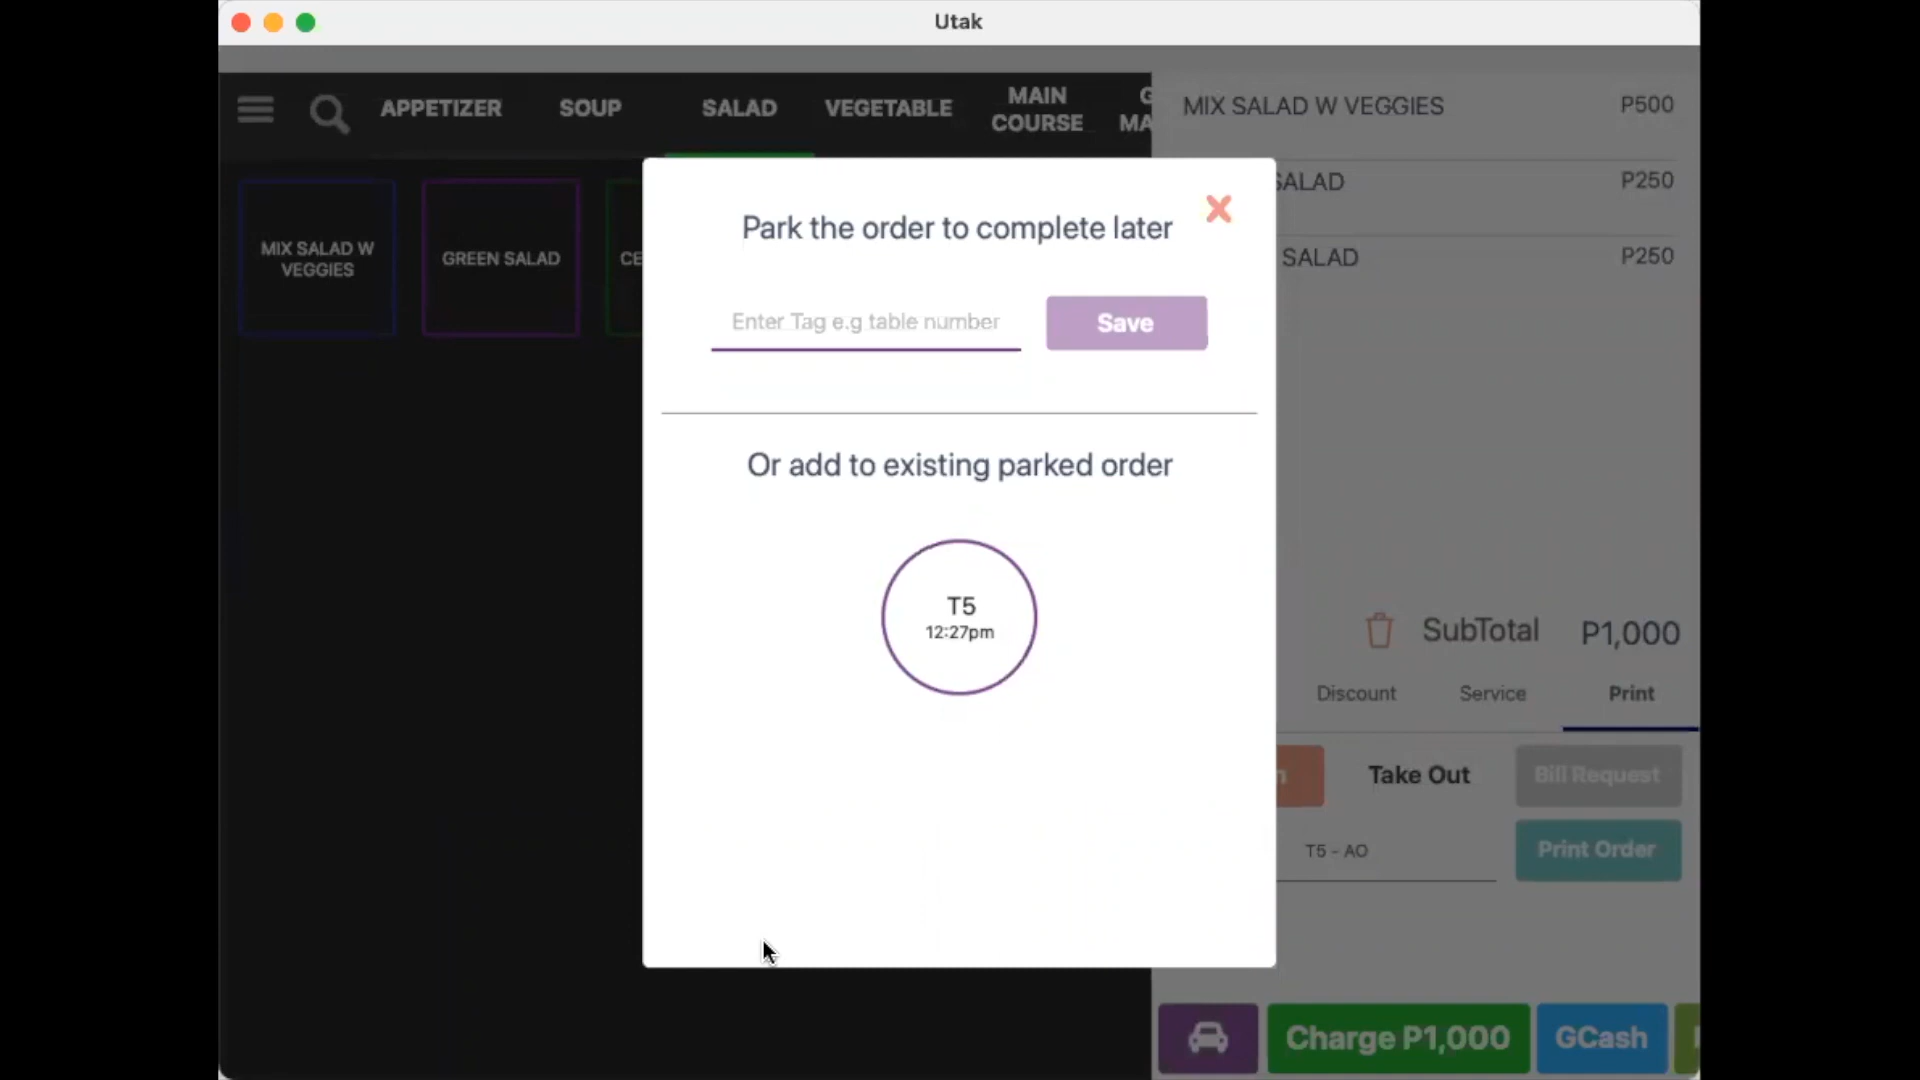 Utak
APPETIZER
SOUP
SALAD
VEGETABLE
MAIN
COURSE
MIX SALAD W VEGGIES P500
SALAD P250
SALAD P250
MIX SALAD W
VEGGIES
GREEN SALAD
Park the order to complete later
Enter Tag e.g table number
Save
Or add to existing parked order
T5
12:27pm
SubTotal P1,000
Discount
Service
Print
Take Out
Bill Request
T5 - AO
Print Order
Charge P1,000
GCash